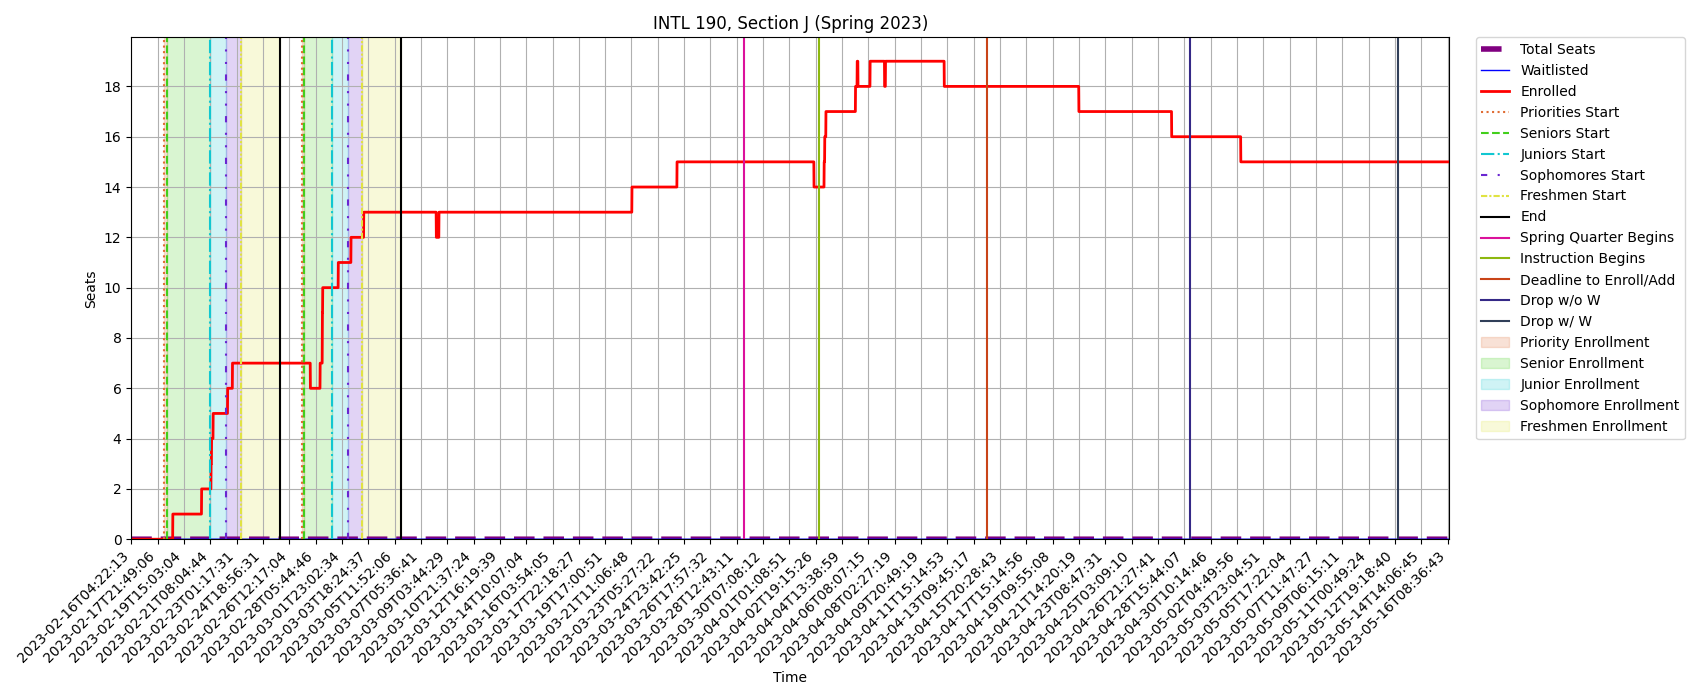 INTL 190, Section J (Spring 2023)
Seats
18
16
14
12
10
8
6
4
2
0
2023-02-16T04:22:13
2023-02-17T21:49:06
2023-02-19T15:03:04
2023-02-21T08:04:44
2023-02-23T01:17:31
2023-02-24T18:56:31
2023-02-26T12:17:04
2023-02-28T05:44:46
2023-03-01T23:02:34
2023-03-03T18:24:37
2023-03-05T11:52:06
2023-03-07T05:36:41
2023-03-09T03:44:29
2023-03-10T21:37:24
2023-03-12T16:19:39
2023-03-14T10:07:04
2023-03-16T03:54:05
2023-03-17T22:18:27
2023-03-19T17:00:51
2023-03-21T11:06:48
2023-03-23T05:27:22
2023-03-24T23:42:25
2023-03-26T17:57:32
2023-03-28T12:43:11
2023-03-30T07:08:12
2023-04-01T01:08:51
2023-04-02T19:15:26
2023-04-04T13:38:59
2023-04-06T08:07:15
2023-04-08T02:27:19
2023-04-09T20:49:19
2023-04-11T15:14:53
2023-04-13T09:45:17
2023-04-15T20:28:43
2023-04-17T15:14:56
2023-04-19T09:55:08
2023-04-21T14:20:19
2023-04-23T08:47:31
2023-04-25T03:09:10
2023-04-26T21:27:41
2023-04-28T15:44:07
2023-04-30T10:14:46
2023-05-02T04:49:56
2023-05-03T23:04:51
2023-05-05T17:22:04
2023-05-07T11:47:27
2023-05-09T06:15:11
2023-05-11T00:49:24
2023-05-12T19:18:40
2023-05-14T14:06:45
2023-05-16T08:36:43
Time
Total Seats
Waitlisted
Enrolled
Priorities Start
Seniors Start
Juniors Start
Sophomores Start
Freshmen Start
End
Spring Quarter Begins
Instruction Begins
Deadline to Enroll/Add
Drop w/o W
Drop w/ W
Priority Enrollment
Senior Enrollment
Junior Enrollment
Sophomore Enrollment
Freshmen Enrollment